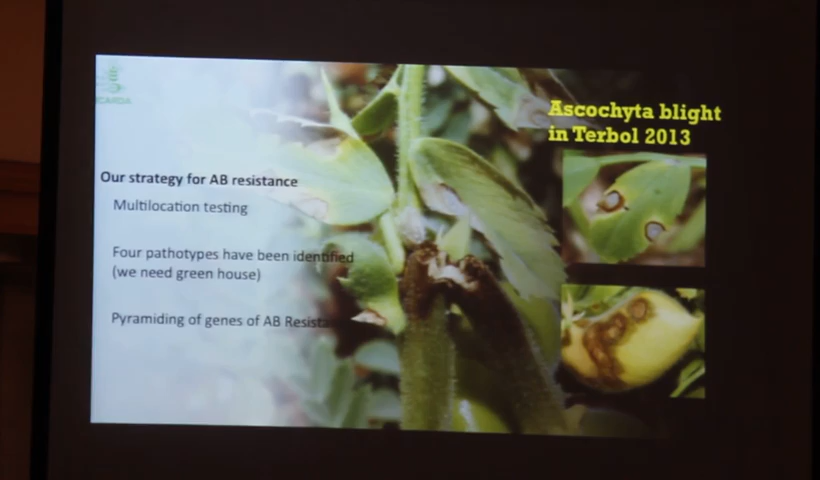 Ascochyta blight
in Terbol 2013
Our strategy for AB resistance
Multilocation testing
Four pathotypes have been identified
(we need green house)
Pyramiding of genes of AB